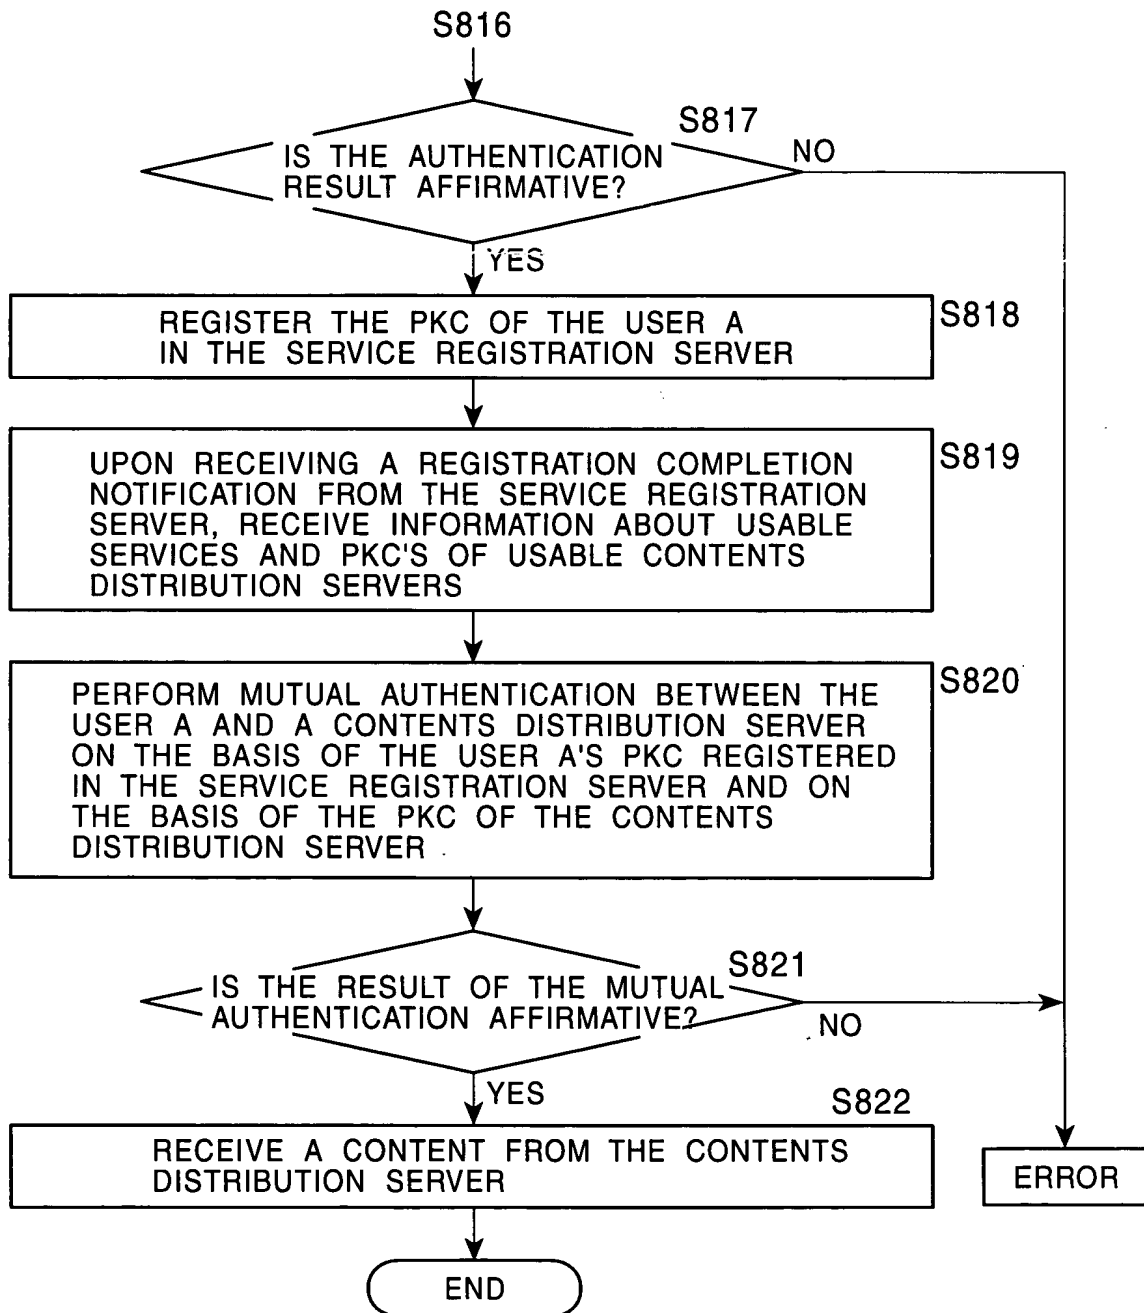 S816
S817
IS THE AUTHENTICATION
RESULT AFFIRMATIVE?
NO
YES
REGISTER THE PKC OF THE USER A
IN THE SERVICE REGISTRATION SERVER
S818
UPON RECEIVING A REGISTRATION COMPLETION
NOTIFICATION FROM THE SERVICE REGISTRATION
SERVER, RECEIVE INFORMATION ABOUT USABLE
SERVICES AND PKC'S OF USABLE CONTENTS
DISTRIBUTION SERVERS
S819
PERFORM MUTUAL AUTHENTICATION BETWEEN THE
USER A AND A CONTENTS DISTRIBUTION SERVER
ON THE BASIS OF THE USER A'S PKC REGISTERED
IN THE SERVICE REGISTRATION SERVER AND ON
THE BASIS OF THE PKC OF THE CONTENTS
DISTRIBUTION SERVER
S820
S821
IS THE RESULT OF THE MUTUAL
AUTHENTICATION AFFIRMATIVE?
NO
YES
S822
RECEIVE A CONTENT FROM THE CONTENTS
DISTRIBUTION SERVER
ERROR
END